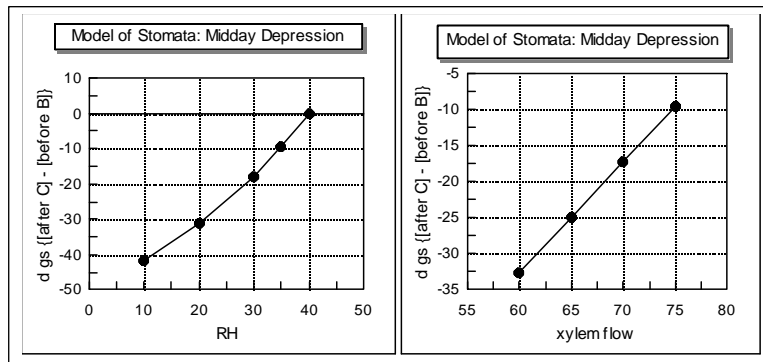 Model of Stomata: Midday Depression
10
0
-10
-20
-30
-40
-50
0 10 20 30 40 50
RH
d gs {[after C] - [before B]}
Model of Stomata: Midday Depression
-5
-10
-15
-20
-25
-30
-35
55 60 65 70 75 80
xylem flow
d gs {[after C] - [before B]}